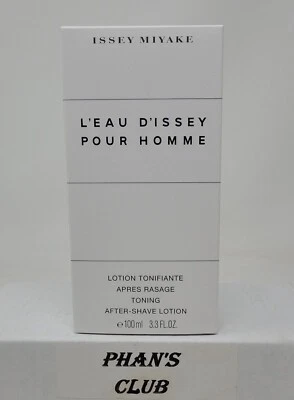 ISSEY MIYAKE
L'EAU D'ISSEY
POUR HOMME
LOTION TONIFIANTE
APRES RASAGE
TONING
AFTER-SHAVE LOTION
℮ 100ml 3.3 FL.OZ.
PHAN'S
CLUB